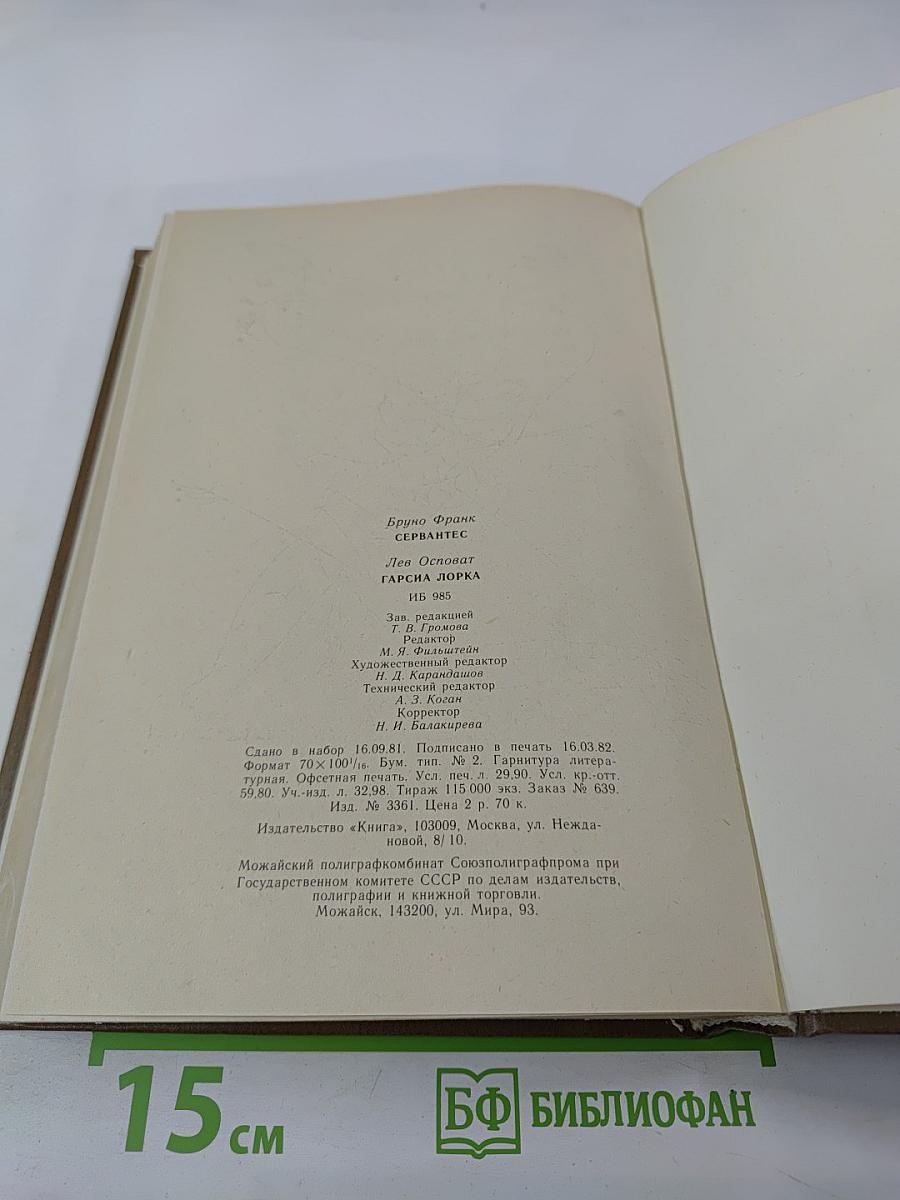 Бруно Франк
СЕРВАНТЕС
Лев Осповат
ГАРСИА ЛОРКА
ИБ 985
Зав. редакцией
Т. В. Громова
Редактор
М. Я. Фильштейн
Художественный редактор
Н. Д. Карандашов
Технический редактор
А. З. Коган
Корректор
Н. И. Балакирева
Сдано в набор 16.09.81. Подписано в печать 16.03.82.
Формат 70×100¹/₁₆. Бум. тип. № 2. Гарнитура литера-
турная. Офсетная печать. Усл. печ. л. 29,90. Усл. кр.-отт.
59,80. Уч.-изд. л. 32,98. Тираж 115 000 экз. Заказ № 639.
Изд. № 3361. Цена 2 р. 70 к.
Издательство «Книга», 103009, Москва, ул. Нежда-
новой, 8/10.
Можайский полиграфкомбинат Союзполиграфпрома при
Государственном комитете СССР по делам издательств,
полиграфии и книжной торговли.
Можайск, 143200, ул. Мира, 93.
15 см
БФ БИБЛИОФАН